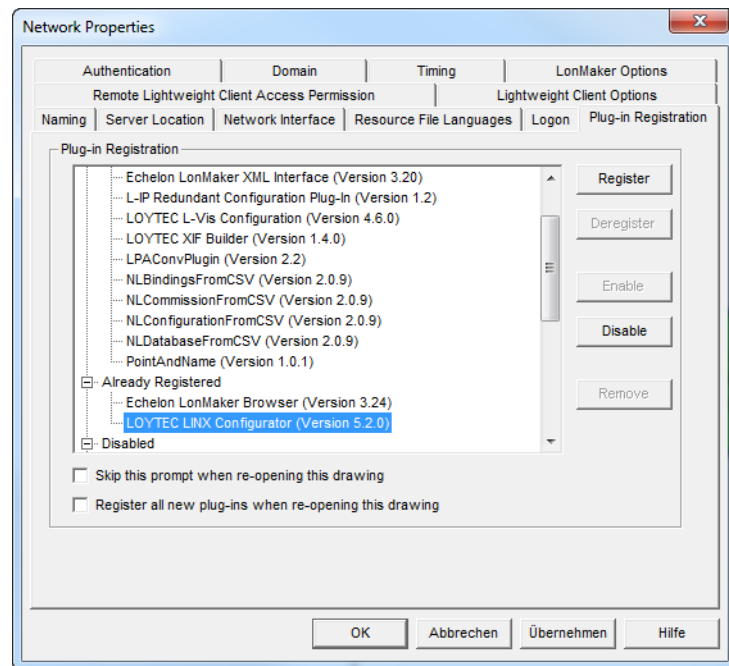 Network Properties
Authentication Domain Timing LonMaker Options
Remote Lightweight Client Access Permission Lightweight Client Options
Naming Server Location Network Interface Resource File Languages Logon Plug-in Registration
Plug-in Registration
Echelon LonMaker XML Interface (Version 3.20)
L-IP Redundant Configuration Plug-In (Version 1.2)
LOYTEC L-Vis Configuration (Version 4.6.0)
LOYTEC XIF Builder (Version 1.4.0)
LPAConvPlugin (Version 2.2)
NLBindingsFromCSV (Version 2.0.9)
NLCommissionFromCSV (Version 2.0.9)
NLConfigurationFromCSV (Version 2.0.9)
NLDatabaseFromCSV (Version 2.0.9)
PointAndName (Version 1.0.1)
Already Registered
Echelon LonMaker Browser (Version 3.24)
LOYTEC LINX Configurator (Version 5.2.0)
Disabled
Register
Deregister
Enable
Disable
Remove
Skip this prompt when re-opening this drawing
Register all new plug-ins when re-opening this drawing
OK Abbrechen Übernehmen Hilfe